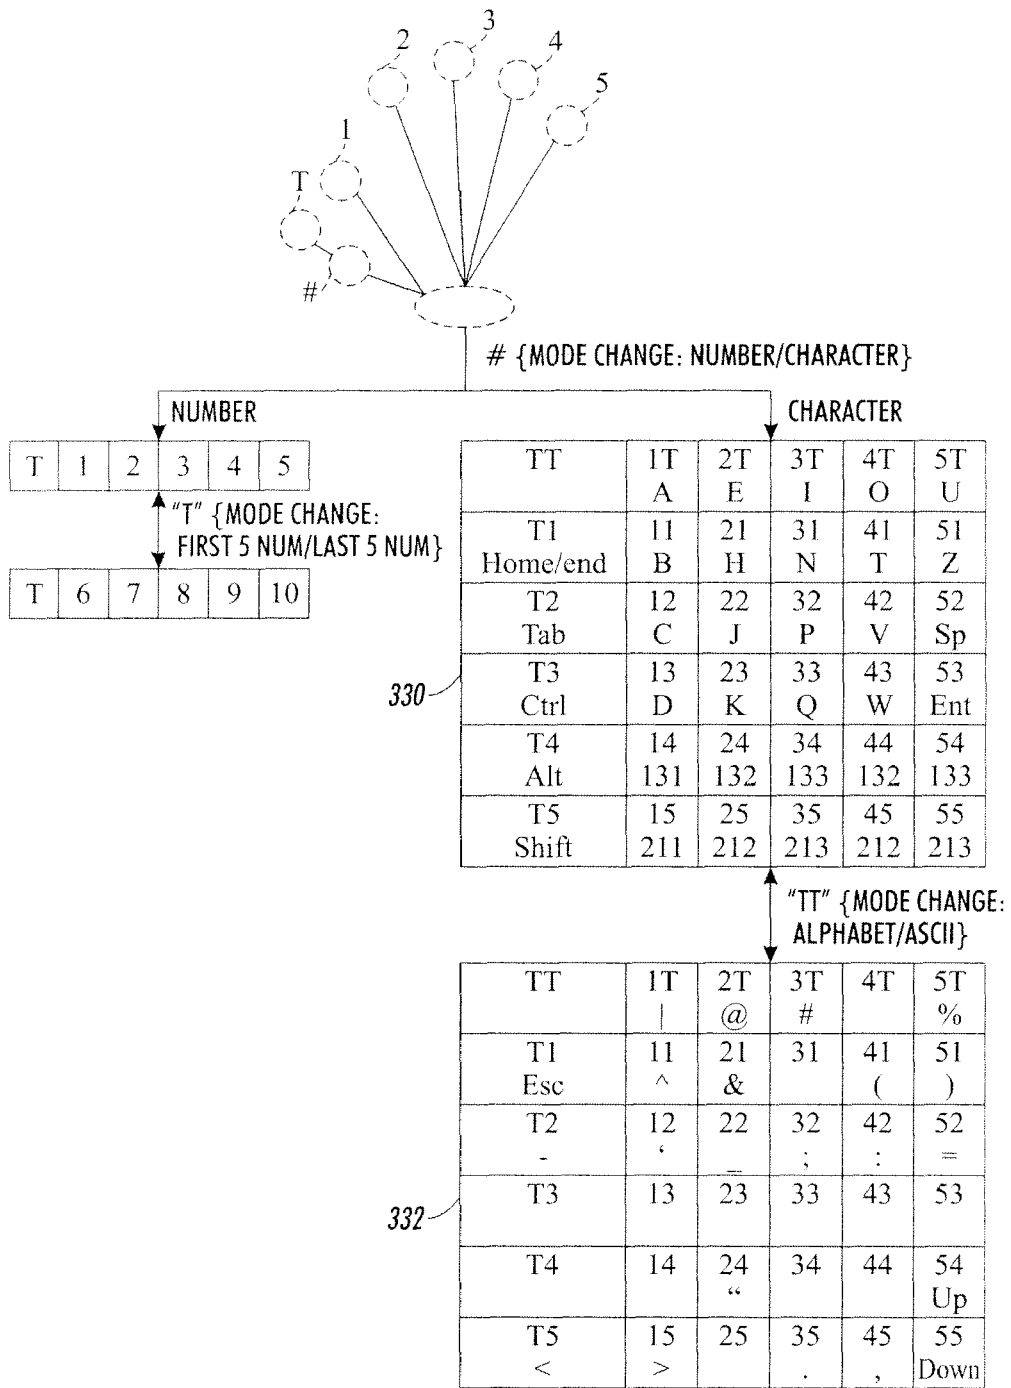 3
2
4
5
1
T
#
# {MODE CHANGE: NUMBER/CHARACTER}
NUMBER
CHARACTER
T 1 2 3 4 5
"T" {MODE CHANGE:
FIRST 5 NUM/LAST 5 NUM}
T 6 7 8 9 10
TT 1T 2T 3T 4T 5T
A E I O U
T1 11 21 31 41 51
Home/end B H N T Z
T2 12 22 32 42 52
Tab C J P V Sp
T3 13 23 33 43 53
330
Ctrl D K Q W Ent
T4 14 24 34 44 54
Alt 131 132 133 132 133
T5 15 25 35 45 55
Shift 211 212 213 212 213
"TT" {MODE CHANGE:
ALPHABET/ASCII}
TT 1T 2T 3T 4T 5T
| @ # %
T1 11 21 31 41 51
Esc ^ & ( )
T2 12 22 32 42 52
- ‘ _ ; : =
T3 13 23 33 43 53
332
T4 14 24 34 44 54
“ Up
T5 15 25 35 45 55
< > . , Down